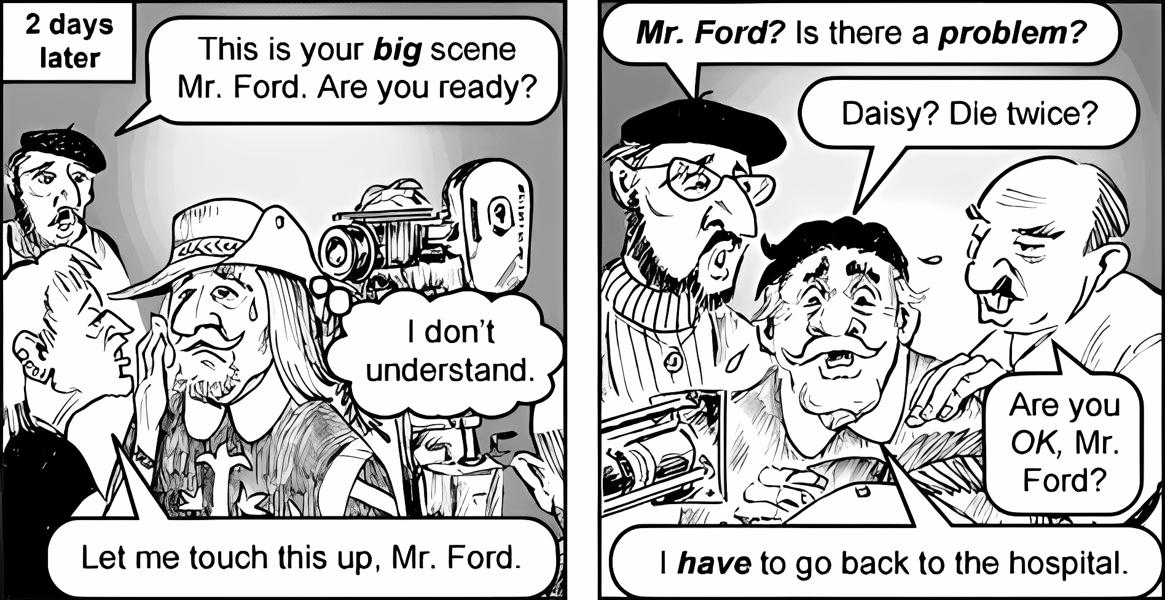 2 days
later
This is your big scene
Mr. Ford. Are you ready?
I don't
understand.
Let me touch this up, Mr. Ford.
Mr. Ford? Is there a problem?
Daisy? Die twice?
Are you
OK, Mr.
Ford?
I have to go back to the hospital.